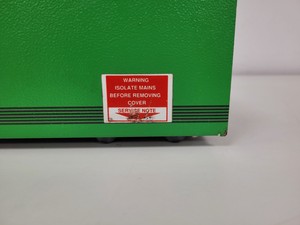 WARNING
ISOLATE MAINS
BEFORE REMOVING
COVER
SERVICE NOTE